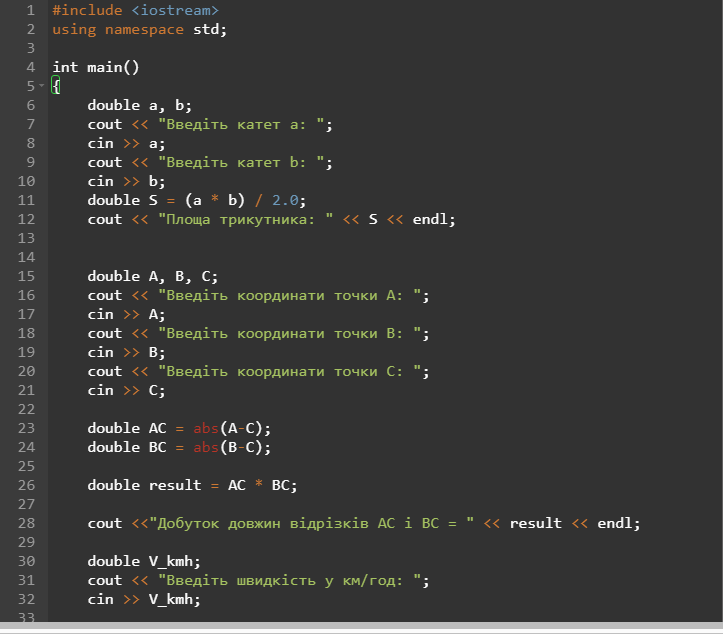 1 #include <iostream>
2 using namespace std;
3
4 int main()
5 {
6 double a, b;
7 cout << "Введіть катет a: ";
8 cin >> a;
9 cout << "Введіть катет b: ";
10 cin >> b;
11 double S = (a * b) / 2.0;
12 cout << "Площа трикутника: " << S << endl;
13
14
15 double A, B, C;
16 cout << "Введіть координати точки A: ";
17 cin >> A;
18 cout << "Введіть координати точки B: ";
19 cin >> B;
20 cout << "Введіть координати точки C: ";
21 cin >> C;
22
23 double AC = abs(A-C);
24 double BC = abs(B-C);
25
26 double result = AC * BC;
27
28 cout <<"Добуток довжин відрізків AC і BC = " << result << endl;
29
30 double V_kmh;
31 cout << "Введіть швидкість у км/год: ";
32 cin >> V_kmh;
33